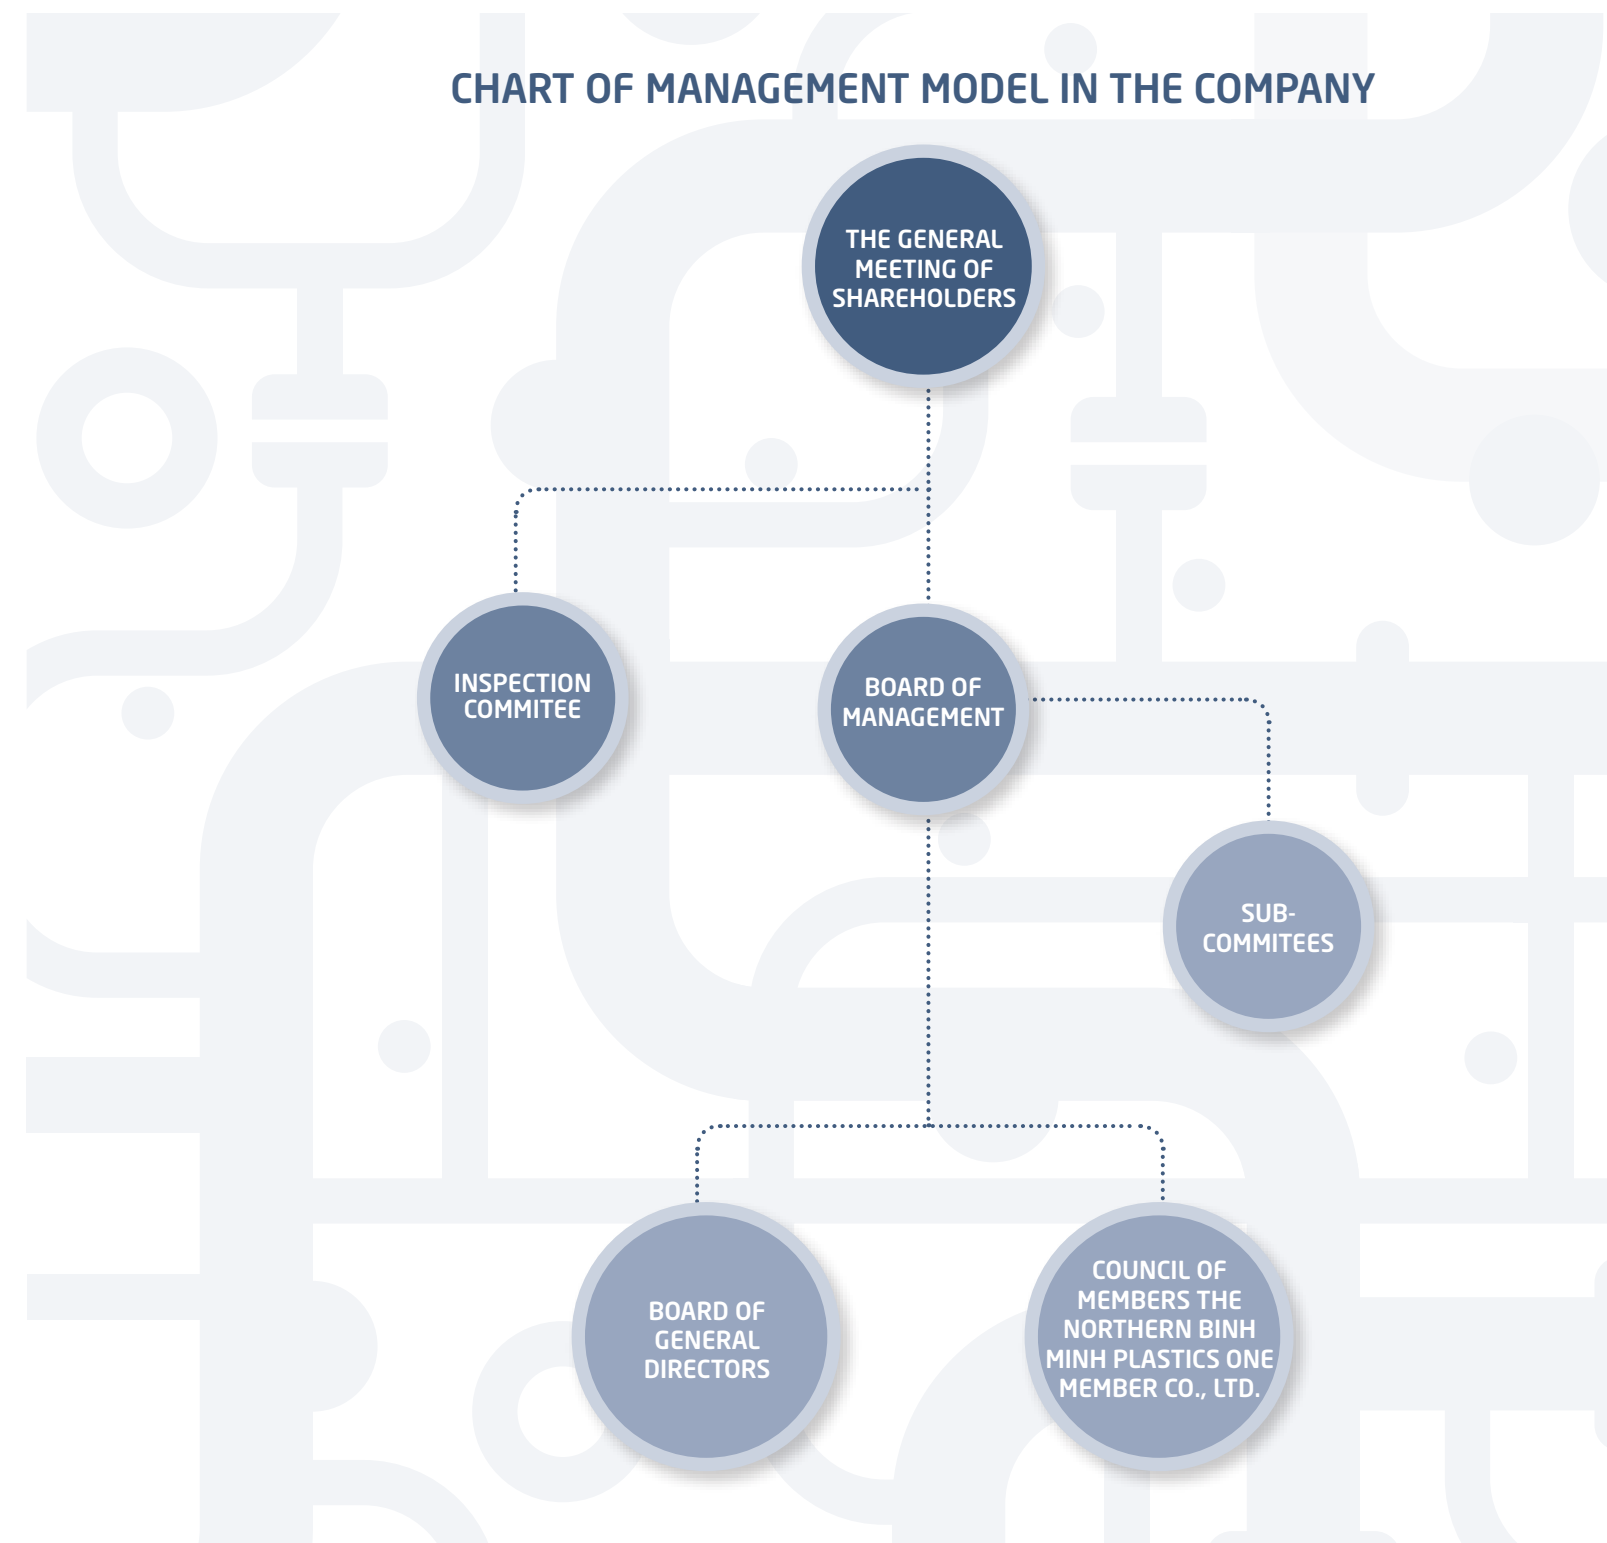 CHART OF MANAGEMENT MODEL IN THE COMPANY
THE GENERAL
MEETING OF
SHAREHOLDERS
INSPECTION
COMMITEE
BOARD OF
MANAGEMENT
SUB-
COMMITEES
BOARD OF
GENERAL
DIRECTORS
COUNCIL OF
MEMBERS THE
NORTHERN BINH
MINH PLASTICS ONE
MEMBER CO., LTD.